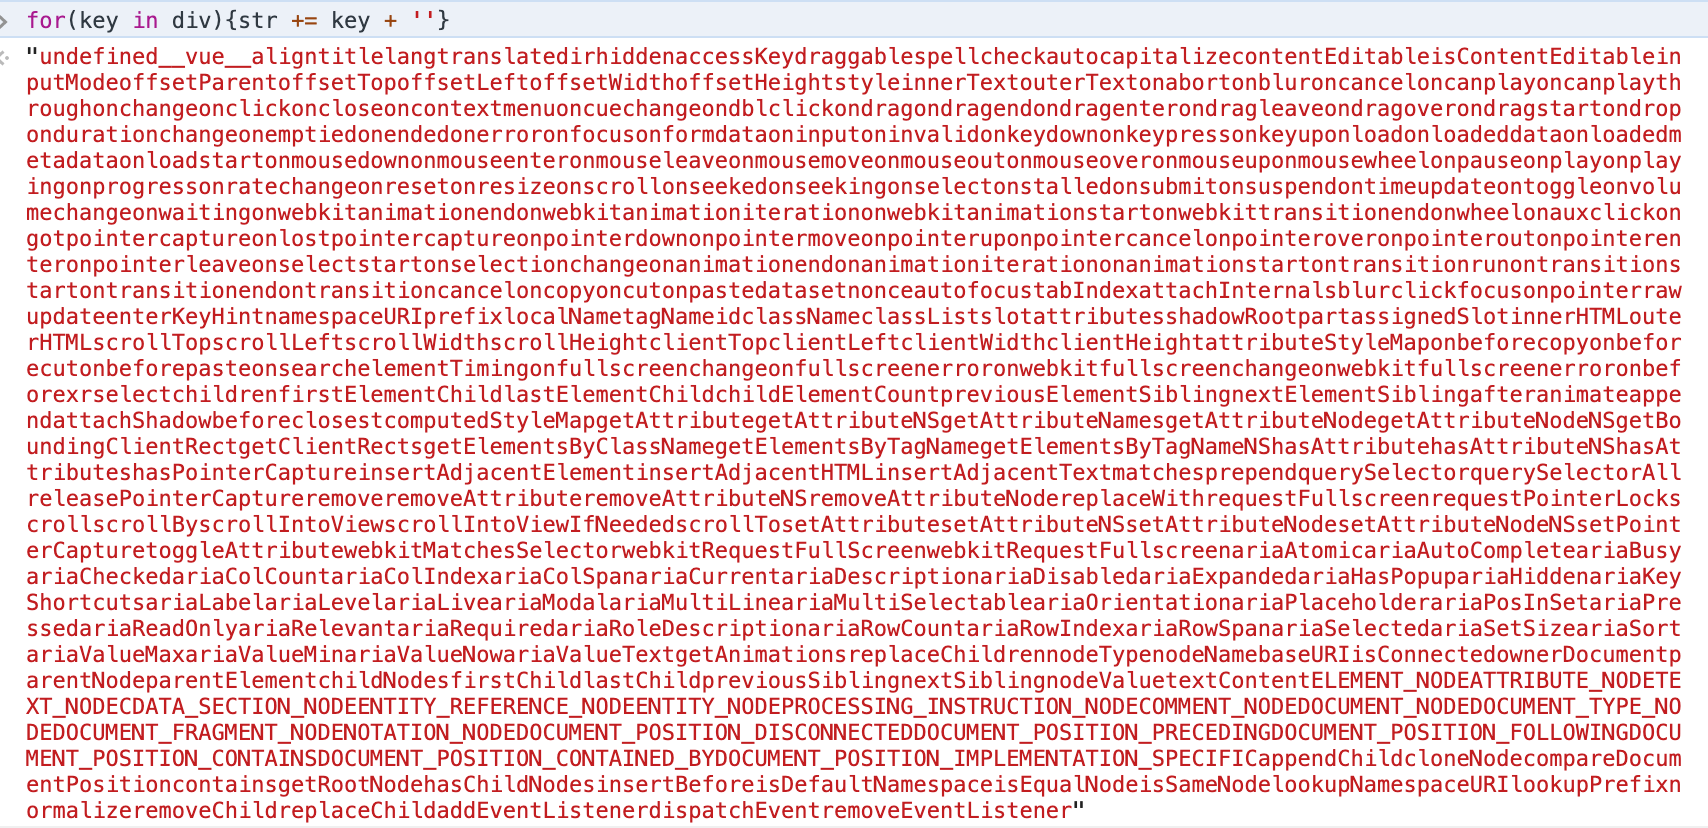 for(key in div){str += key + ''}
"undefined__vue__aligntitlelangtranslatedirhiddenaccessKeydraggablespellcheckautocapitalizecontentEditableisContentEditablein
putModeoffsetParentoffsetTopoffsetLeftoffsetWidthoffsetHeightstyleinnerTextouterTextonabortonbluroncanceloncanplayoncanplayth
roughonchangeonclickoncloseoncontextmenuoncuechangeondblclickondragondragendondragenterondragleaveondragoverondragstartondrop
ondurationchangeonemptiedonendedonerroronfocusonformdataoninputoninvalidonkeydownonkeypressonkeyuponloadonloadeddataonloadedm
etadataonloadstartonmousedownonmouseenteronmouseleaveonmousemoveonmouseoutonmouseoveronmouseuponmousewheelonpauseonplayonplay
ingonprogressonratechangeonresetonresizeonscrollonseekedonseekingonselectonstalledonsubmitonsuspendontimeupdateontoggleonvolu
mechangeonwaitingonwebkitanimationendonwebkitanimationiterationonwebkitanimationstartonwebkittransitionendonwheelonauxclickon
gotpointercaptureonlostpointercaptureonpointerdownonpointermoveonpointeruponpointercancelonpointeroveronpointeroutonpointeren
teronpointerleaveonselectstartonselectionchangeonanimationendonanimationiterationonanimationstartontransitionrunontransitions
tartontransitionendontransitioncanceloncopyoncutonpastedatasetnonceautofocustabIndexattachInternalsblurclickfocusonpointerraw
updateenterKeyHintnamespaceURIprefixlocalNametagNameidclassNameclassListslotattributesshadowRootpartassignedSlotinnerHTMLoute
rHTMLscrollTopscrollLeftscrollWidthscrollHeightclientTopclientLeftclientWidthclientHeightattributeStyleMaponbeforecopyonbefor
ecutonbeforepasteonsearchelementTimingonfullscreenchangeonfullscreenerroronwebkitfullscreenchangeonwebkitfullscreenerroronbef
orexrselectchildrenfirstElementChildlastElementChildchildElementCountpreviousElementSiblingnextElementSiblingafteranimateappe
ndattachShadowbeforeclosestcomputedStyleMapgetAttributegetAttributeNSgetAttributeNamesgetAttributeNodegetAttributeNodeNSgetBo
undingClientRectgetClientRectsgetElementsByClassNamegetElementsByTagNamegetElementsByTagNameNShasAttributehasAttributeNShasAt
tributeshasPointerCaptureinsertAdjacentElementinsertAdjacentHTMLinsertAdjacentTextmatchesprependquerySelectorquerySelectorAll
releasePointerCaptureremoveremoveAttributeremoveAttributeNSremoveAttributeNodereplaceWithrequestFullscreenrequestPointerLocks
crollscrollByscrollIntoViewscrollIntoViewIfNeededscrollTosetAttributesetAttributeNSsetAttributeNodesetAttributeNodeNSsetPoint
erCapturetoggleAttributewebkitMatchesSelectorwebkitRequestFullScreenwebkitRequestFullscreenariaAtomicariaAutoCompleteariaBusy
ariaCheckedariaColCountariaColIndexariaColSpanariaCurrentariaDescriptionariaDisabledariaExpandedariaHasPopupariaHiddenariaKey
ShortcutsariaLabelariaLevelariaLiveariaModalariaMultiLineariaMultiSelectableariaOrientationariaPlaceholderariaPosInSetariaPre
ssedariaReadOnlyariaRelevantariaRequiredariaRoleDescriptionariaRowCountariaRowIndexariaRowSpanariaSelectedariaSetSizeariaSort
ariaValueMaxariaValueMinariaValueNowariaValueTextgetAnimationsreplaceChildrennodeTypenodeNamebaseURIisConnectedownerDocumentp
arentNodeparentElementchildNodesfirstChildlastChildpreviousSiblingnextSiblingnodeValuetextContentELEMENT_NODEATTRIBUTE_NODETE
XT_NODECDATA_SECTION_NODEENTITY_REFERENCE_NODEENTITY_NODEPROCESSING_INSTRUCTION_NODECOMMENT_NODEDOCUMENT_NODEDOCUMENT_TYPE_NO
DEDOCUMENT_FRAGMENT_NODENOTATION_NODEDOCUMENT_POSITION_DISCONNECTEDDOCUMENT_POSITION_PRECEDINGDOCUMENT_POSITION_FOLLOWINGDOCU
MENT_POSITION_CONTAINSDOCUMENT_POSITION_CONTAINED_BYDOCUMENT_POSITION_IMPLEMENTATION_SPECIFICappendChildcloneNodecompareDocum
entPositioncontainsgetRootNodehasChildNodesinsertBeforeisDefaultNamespaceisEqualNodeisSameNodelookupNamespaceURIlookupPrefixn
ormalizeremoveChildreplaceChildaddEventListenerdispatchEventremoveEventListener"